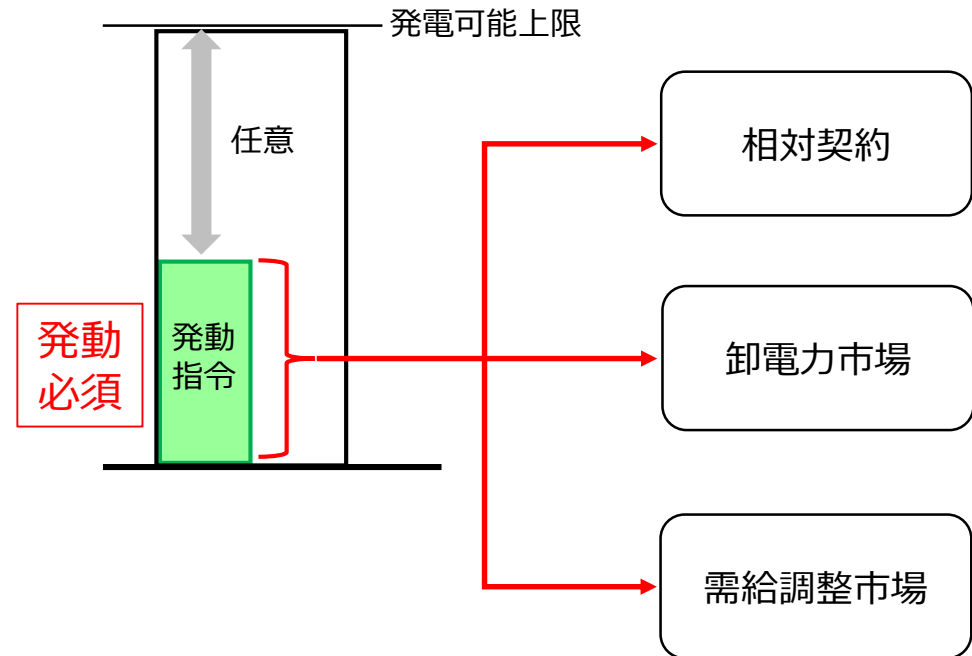 発電可能上限
任意
発動
必須
発動
指令
相対契約
卸電力市場
需給調整市場